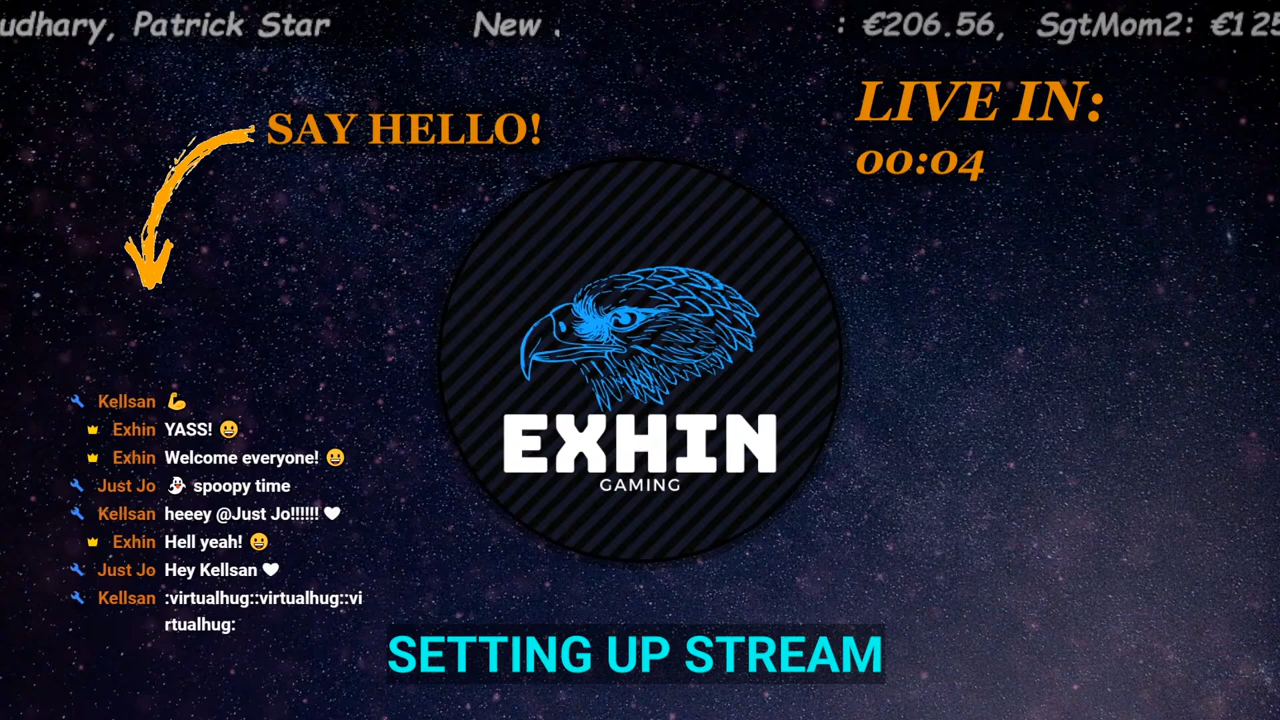 udhary, Patrick Star New . : €206.56, SgtMom2: €125
LIVE IN:
00:04
SAY HELLO!
EXHIN
GAMING
Kellsan 💪
Exhin YASS! 😀
Exhin Welcome everyone! 😀
Just Jo 👻 spoopy time
Kellsan heeey @Just Jo!!!!!! 🤍
Exhin Hell yeah! 😀
Just Jo Hey Kellsan 🤍
Kellsan :virtualhug::virtualhug::vi
rtualhug:
SETTING UP STREAM